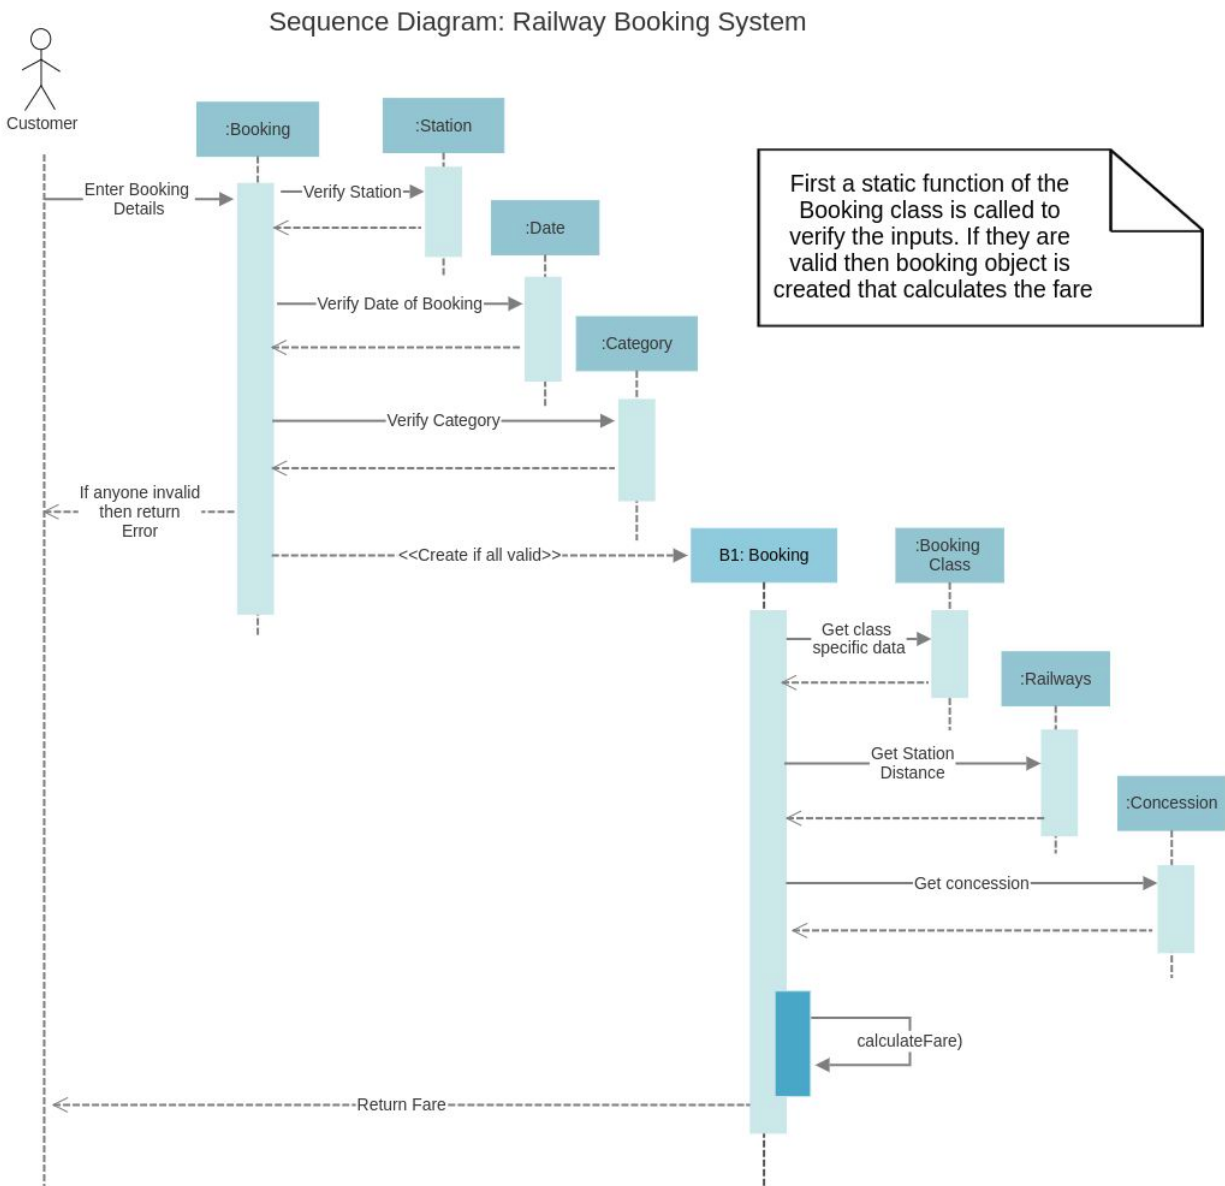 Sequence Diagram: Railway Booking System
Customer
:Booking
:Station
First a static function of the
Booking class is called to
verify the inputs. If they are
valid then booking object is
created that calculates the fare
Enter Booking
Details
Verify Station
:Date
Verify Date of Booking
:Category
Verify Category
If anyone invalid
then return
Error
<<Create if all valid>>
B1: Booking
:Booking
Class
Get class
specific data
:Railways
Get Station
Distance
:Concession
Get concession
calculateFare)
Return Fare